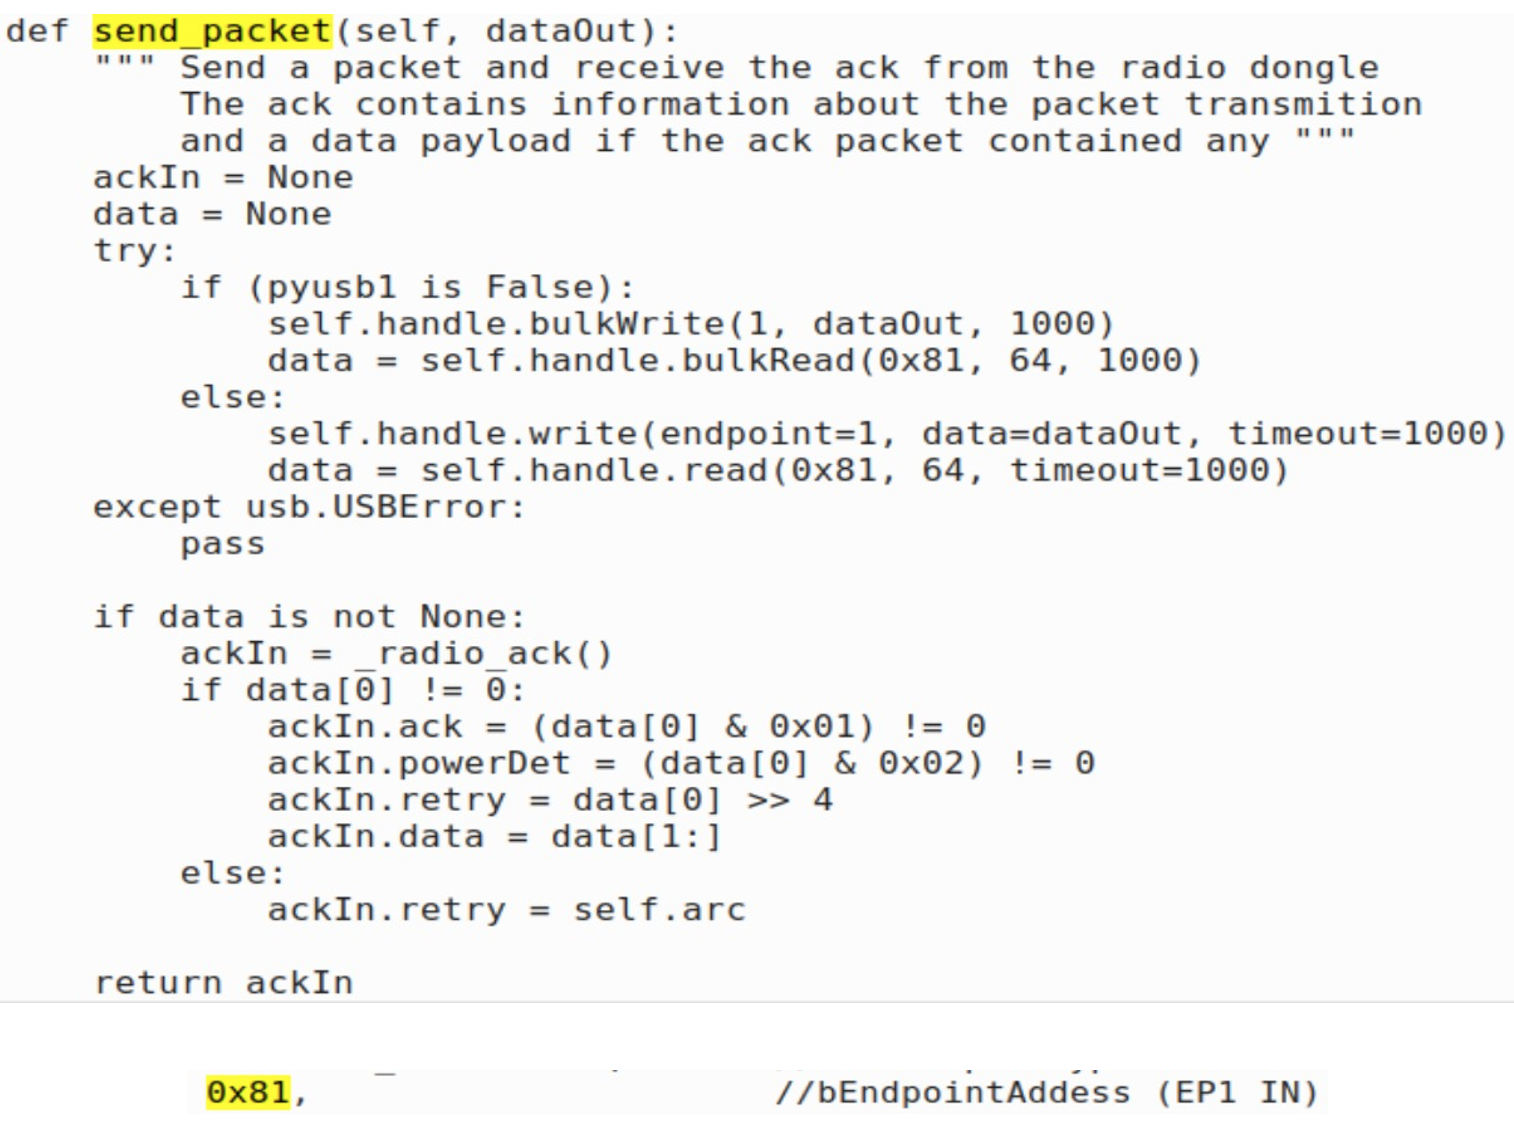 def send_packet(self, dataOut):
    """ Send a packet and receive the ack from the radio dongle
        The ack contains information about the packet transmition
        and a data payload if the ack packet contained any """
    ackIn = None
    data = None
    try:
        if (pyusb1 is False):
            self.handle.bulkWrite(1, dataOut, 1000)
            data = self.handle.bulkRead(0x81, 64, 1000)
        else:
            self.handle.write(endpoint=1, data=dataOut, timeout=1000)
            data = self.handle.read(0x81, 64, timeout=1000)
    except usb.USBError:
        pass

    if data is not None:
        ackIn = _radio_ack()
        if data[0] != 0:
            ackIn.ack = (data[0] & 0x01) != 0
            ackIn.powerDet = (data[0] & 0x02) != 0
            ackIn.retry = data[0] >> 4
            ackIn.data = data[1:]
        else:
            ackIn.retry = self.arc

    return ackIn
0x81, //bEndpointAddess (EP1 IN)